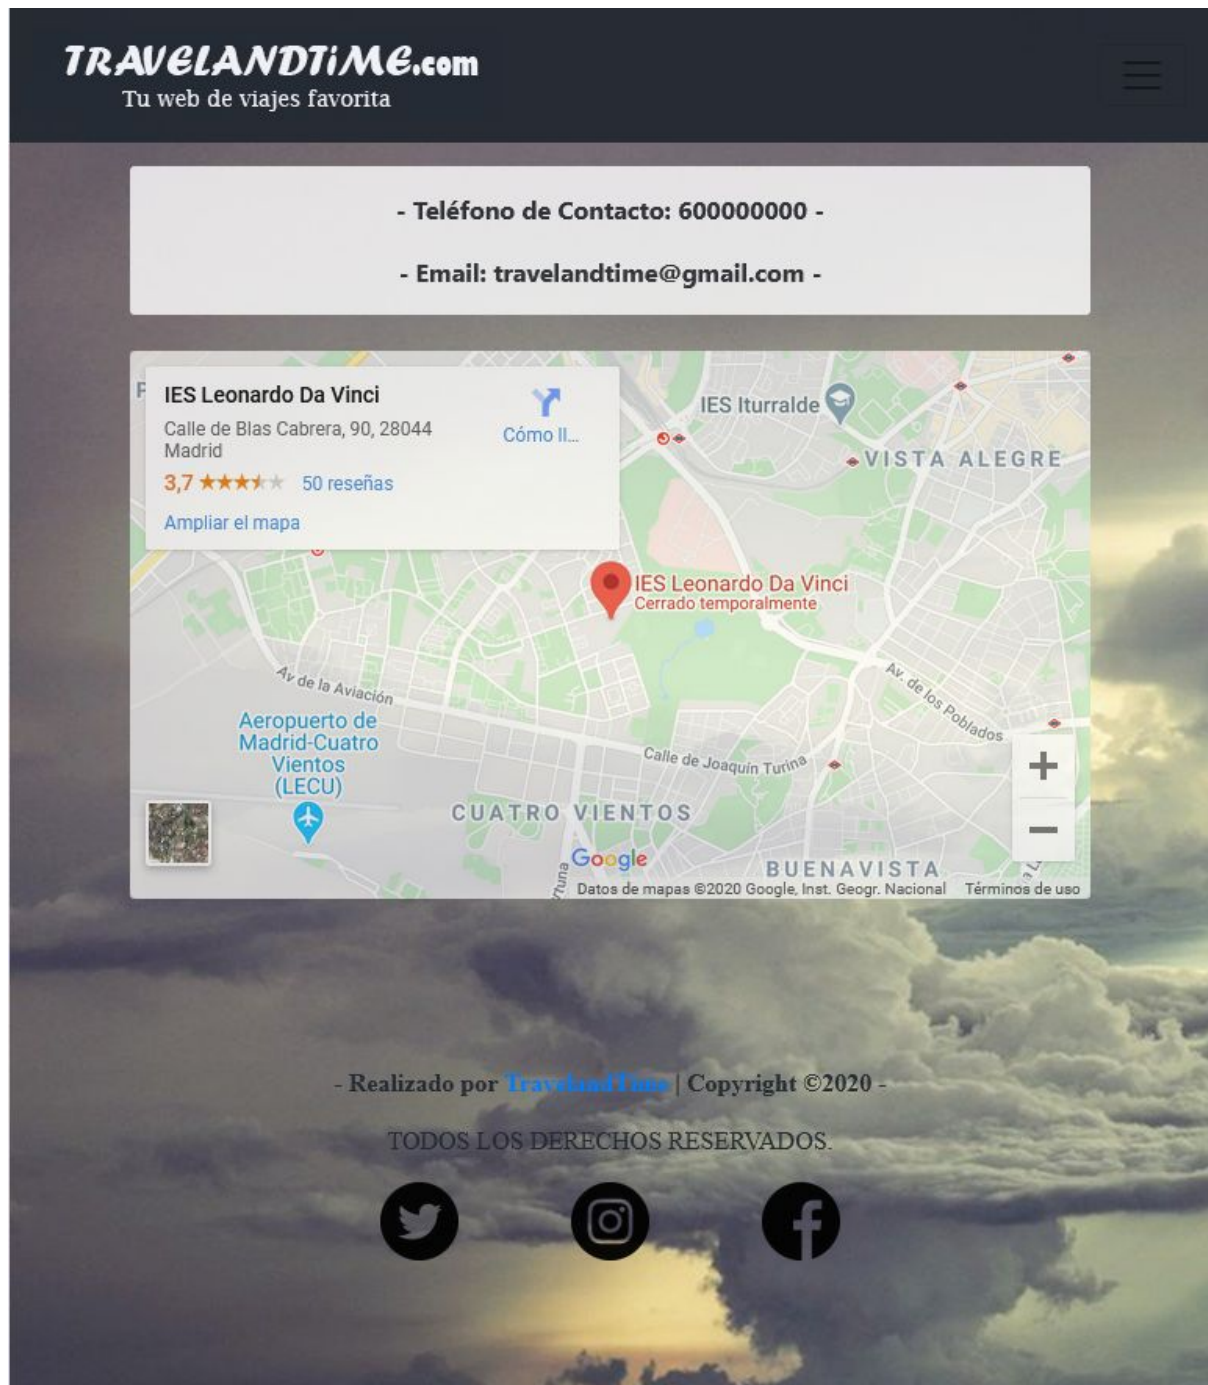 TRAVELANDTiME.com
Tu web de viajes favorita
- Teléfono de Contacto: 600000000 -
- Email: travelandtime@gmail.com -
IES Leonardo Da Vinci
Calle de Blas Cabrera, 90, 28044
Madrid
Cómo ll...
3,7
50 reseñas
Ampliar el mapa
IES Iturralde
VISTA ALEGRE
IES Leonardo Da Vinci
Cerrado temporalmente
Av de la Aviación
Av. de los Poblados
Aeropuerto de
Madrid-Cuatro
Vientos
(LECU)
Calle de Joaquín Turina
+
CUATRO VIENTOS
−
Google
BUENAVISTA
Datos de mapas ©2020 Google, Inst. Geogr. Nacional
Términos de uso
- Realizado por TravelandTime | Copyright ©2020 -
TODOS LOS DERECHOS RESERVADOS.